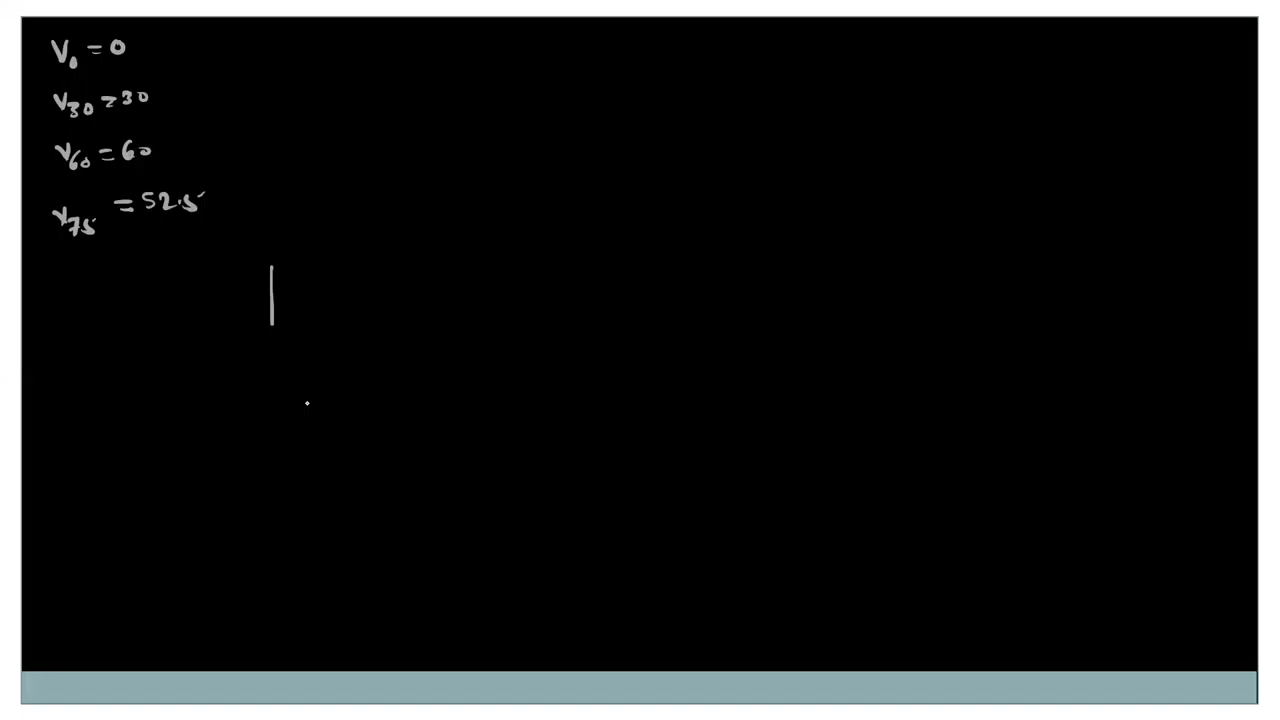 V₀ = 0
V₃₀ = 30
V₆₀ = 60
V₇₅ = 52.5